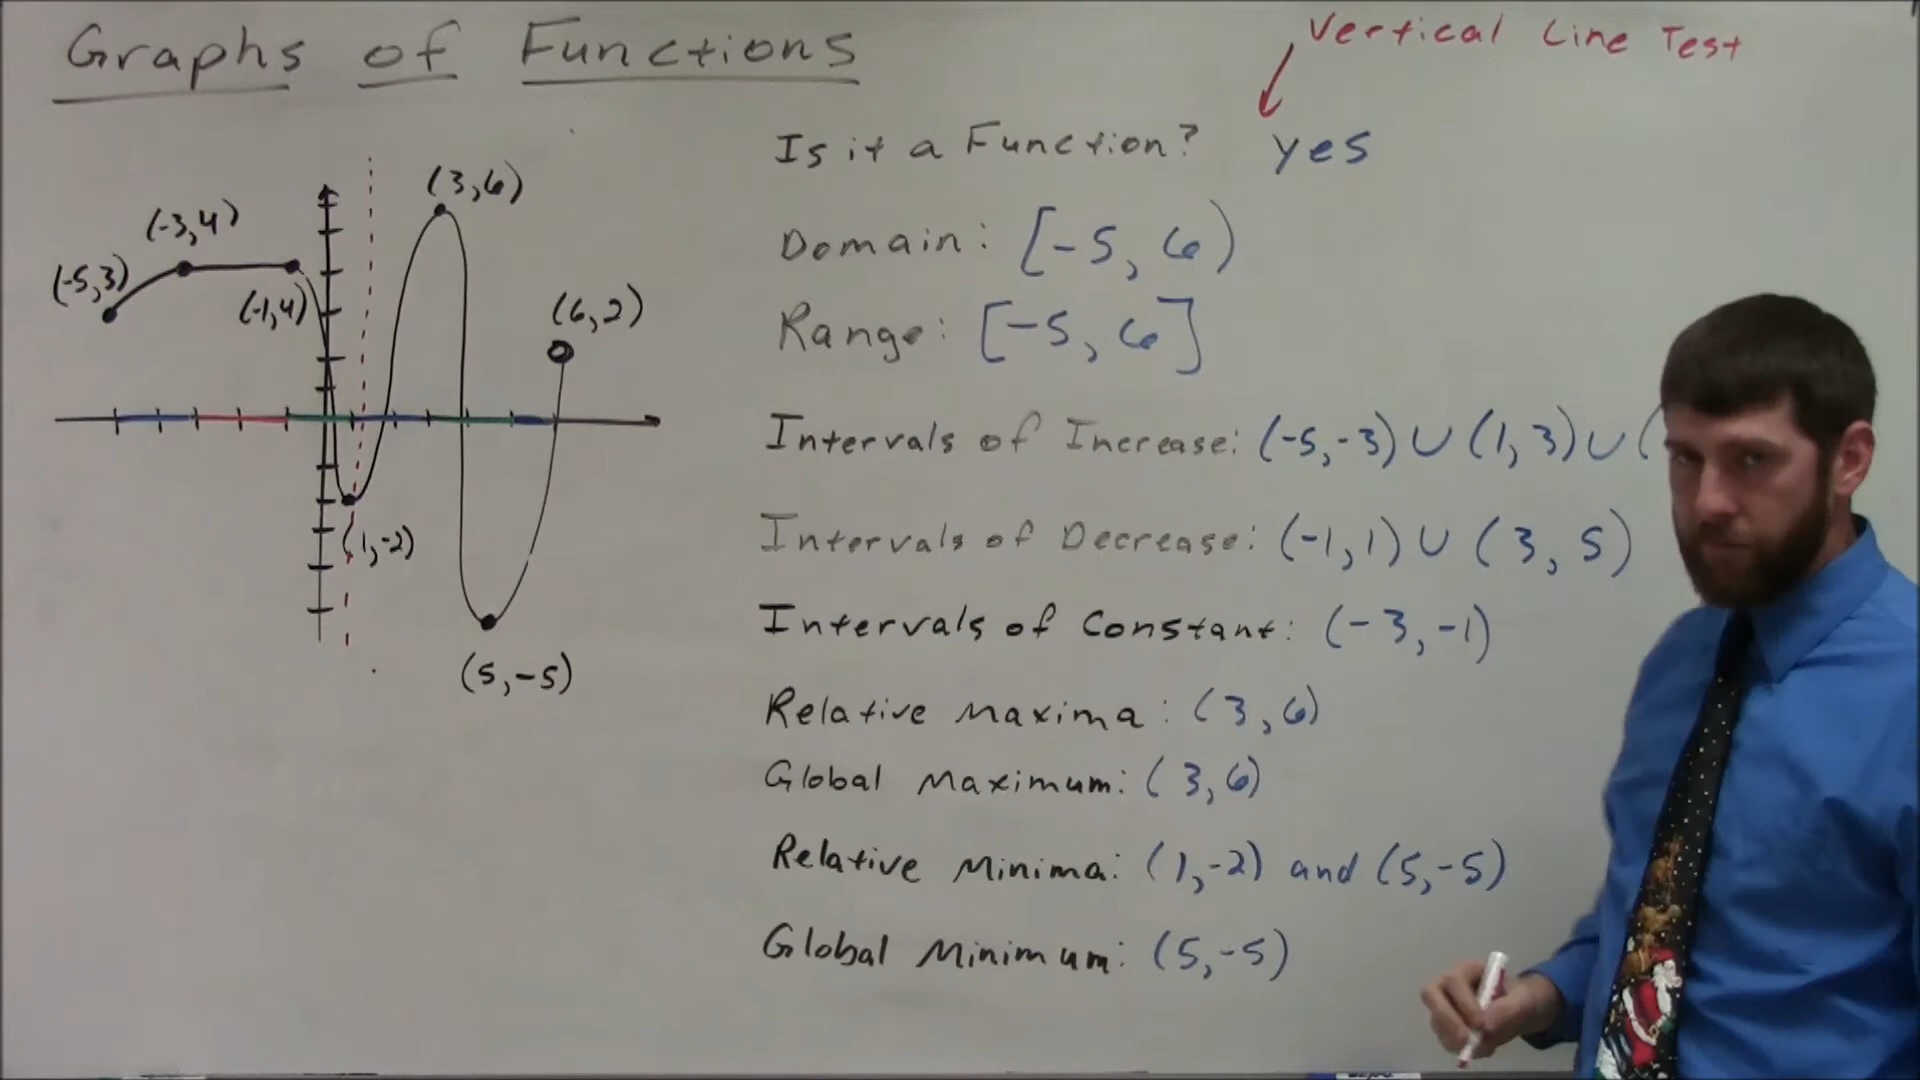 Graphs of Functions
Vertical Line Test
Is it a Function? yes
Domain: [-5, 6)
Range: [-5, 6]
Intervals of Increase: (-5,-3) ∪ (1, 3) ∪ (
Intervals of Decrease: (-1,1) ∪ (3, 5)
Intervals of Constant: (-3,-1)
Relative Maxima: (3,6)
Global Maximum: (3,6)
Relative Minima: (1,-2) and (5,-5)
Global Minimum: (5,-5)
(3,6)
(-3,4)
(-5,3)
(-1,4)
(6,2)
(1,-2)
(5,-5)